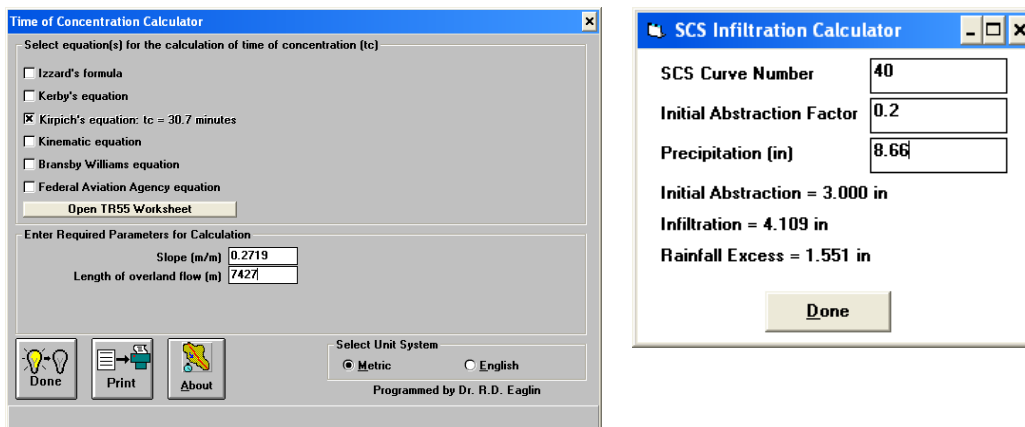 Time of Concentration Calculator
Select equation(s) for the calculation of time of concentration (tc)
Izzard's formula
Kerby's equation
Kirpich's equation: tc = 30.7 minutes
Kinematic equation
Bransby Williams equation
Federal Aviation Agency equation
Open TR55 Worksheet
Enter Required Parameters for Calculation
Slope (m/m) 0.2719
Length of overland flow (m) 7427
Done
Print
About
Select Unit System
Metric English
Programmed by Dr. R.D. Eaglin
SCS Infiltration Calculator
SCS Curve Number 40
Initial Abstraction Factor 0.2
Precipitation (in) 8.66
Initial Abstraction = 3.000 in
Infiltration = 4.109 in
Rainfall Excess = 1.551 in
Done